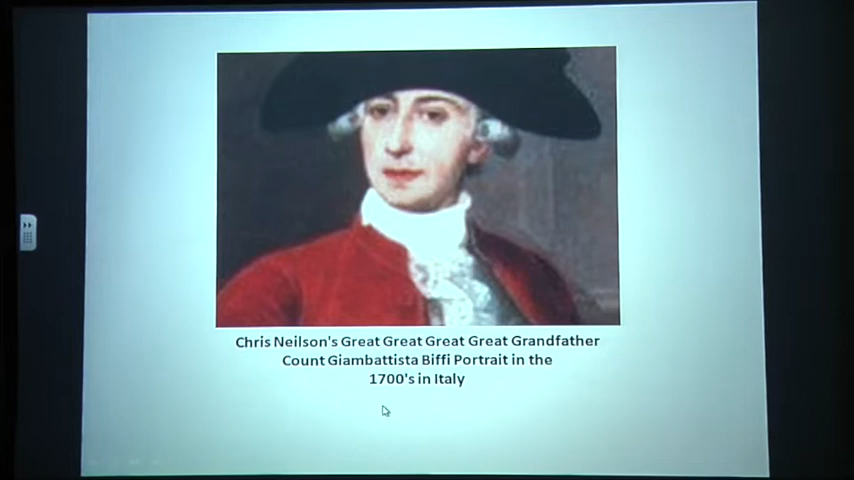 Chris Neilson's Great Great Great Great Grandfather
Count Giambattista Biffi Portrait in the
1700's in Italy